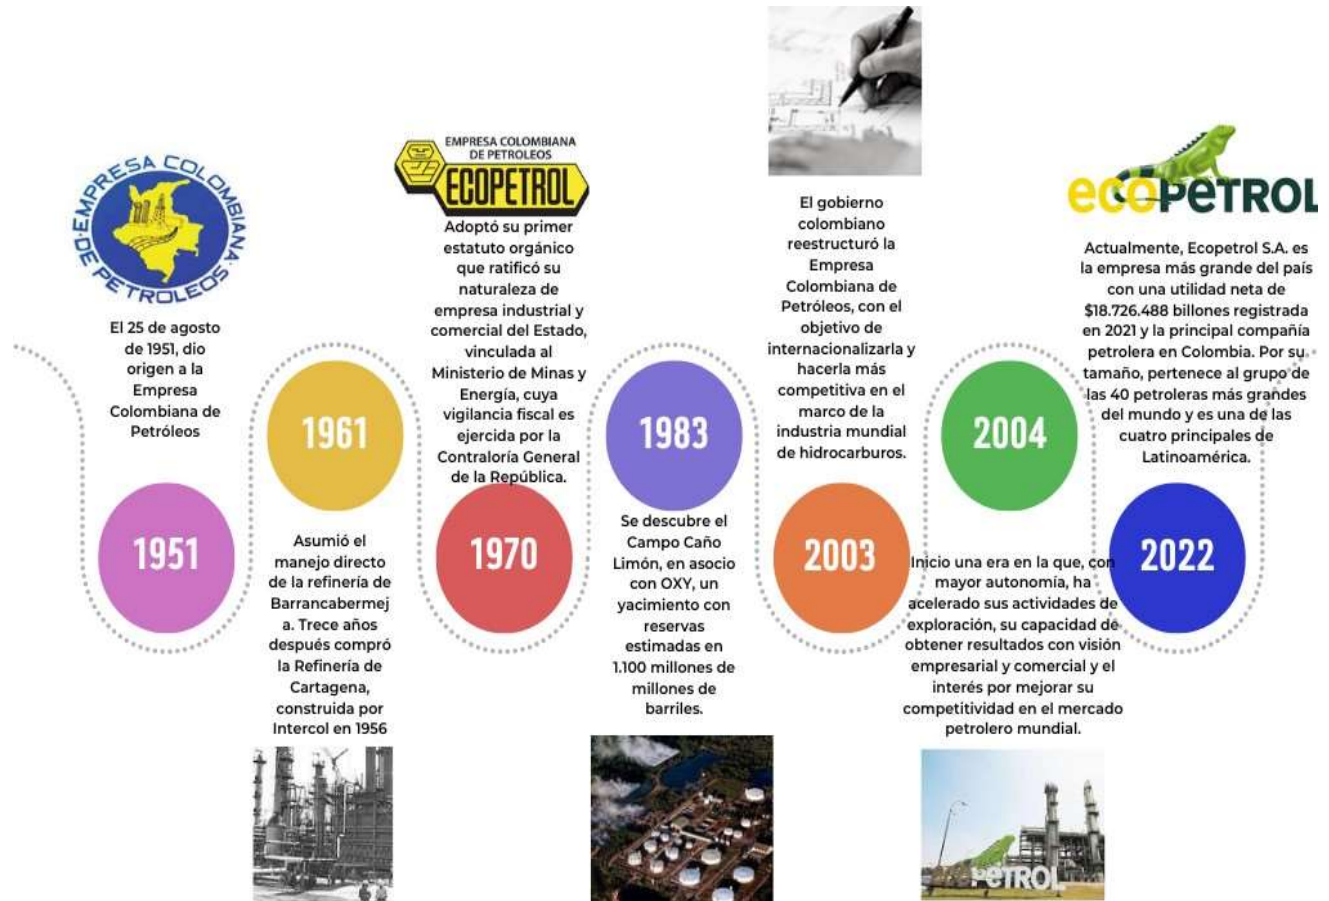 EMPRESA COLOMBIANA
DE PETROLEOS
El 25 de agosto
de 1951, dio
origen a la
Empresa
Colombiana de
Petróleos
1951
1961
Asumió el
manejo directo
de la refinería de
Barrancabermej
a. Trece años
después compró
la Refinería de
Cartagena,
construida por
Intercol en 1956
EMPRESA COLOMBIANA
DE PETROLEOS
ECOPETROL
Adoptó su primer
estatuto orgánico
que ratificó su
naturaleza de
empresa industrial y
comercial del Estado,
vinculada al
Ministerio de Minas y
Energía, cuya
vigilancia fiscal es
ejercida por la
Contraloría General
de la República.
1970
1983
Se descubre el
Campo Caño
Limón, en asocio
con OXY, un
yacimiento con
reservas
estimadas en
1.100 millones de
millones de
barriles.
El gobierno
colombiano
reestructuró la
Empresa
Colombiana de
Petróleos, con el
objetivo de
internacionalizarla y
hacerla más
competitiva en el
marco de la
industria mundial
de hidrocarburos.
2003
2004
Inicio una era en la que, con
mayor autonomía, ha
acelerado sus actividades de
exploración, su capacidad de
obtener resultados con visión
empresarial y comercial y el
interés por mejorar su
competitividad en el mercado
petrolero mundial.
ecopetrol
ecoPeTROL
Actualmente, Ecopetrol S.A. es
la empresa más grande del país
con una utilidad neta de
$18.726.488 billones registrada
en 2021 y la principal compañía
petrolera en Colombia. Por su
tamaño, pertenece al grupo de
las 40 petroleras más grandes
del mundo y es una de las
cuatro principales de
Latinoamérica.
2022